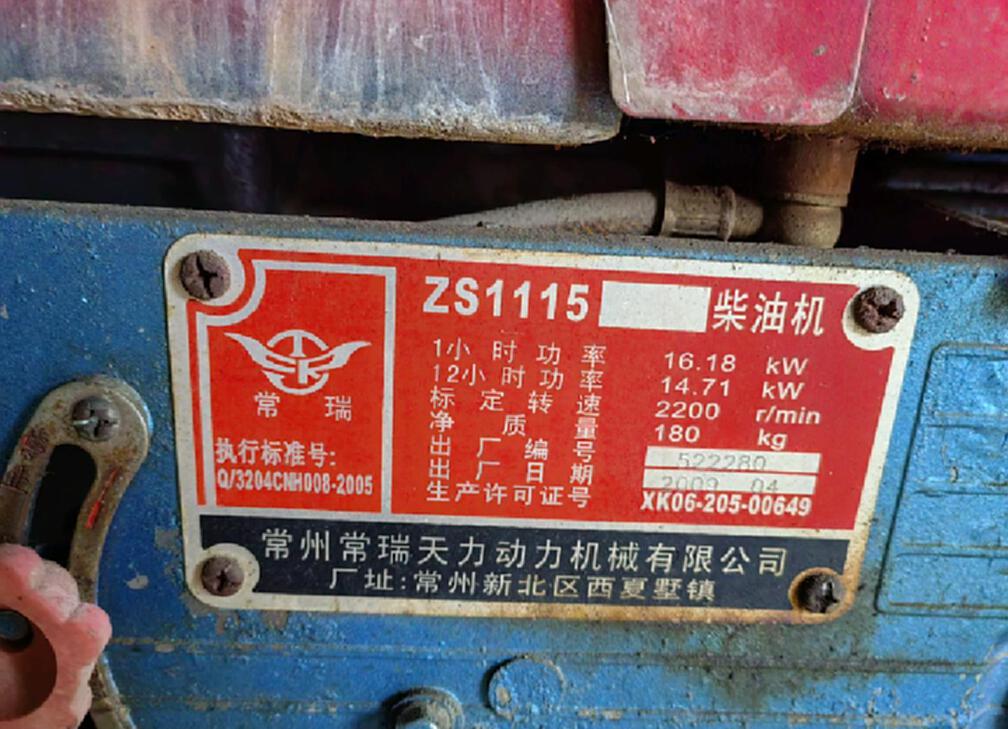 ZS1115 柴油机
常瑞
执行标准号:
Q/3204CNH008-2005
1小时功率 16.18 kW
12小时功率 14.71 kW
标定转速 2200 r/min
净质量 180 kg
出厂编号 522280
出厂日期 2009 04
生产许可证号 XK06-205-00649
常州常瑞天力动力机械有限公司
厂址:常州新北区西夏墅镇